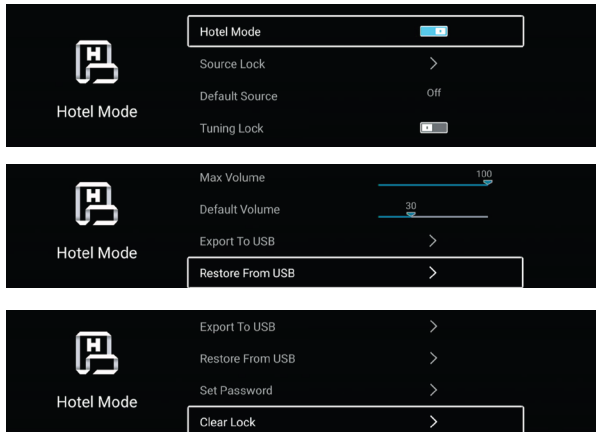 H
Hotel Mode
Hotel Mode
Source Lock
Default Source Off
Tuning Lock
H
Hotel Mode
Max Volume 100
Default Volume 30
Export To USB
Restore From USB
H
Hotel Mode
Export To USB
Restore From USB
Set Password
Clear Lock